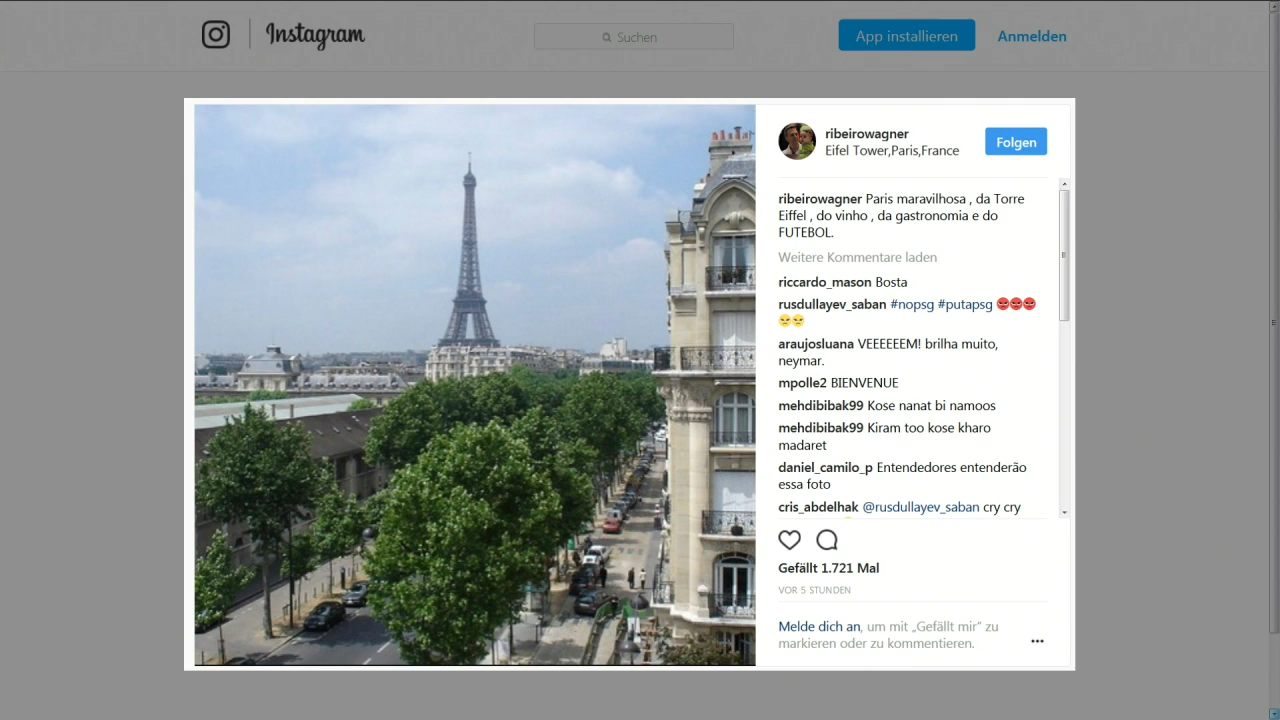 Instagram
Suchen
App installieren
Anmelden
ribeirowagner
Eifel Tower,Paris,France
Folgen
ribeirowagner Paris maravilhosa , da Torre
Eiffel , do vinho , da gastronomia e do
FUTEBOL.
Weitere Kommentare laden
riccardo_mason Bosta
rusdullayev_saban #nopsg #putapsg 😡😡😡
😒😒
araujosluana VEEEEEEM! brilha muito,
neymar.
mpolle2 BIENVENUE
mehdibibak99 Kose nanat bi namoos
mehdibibak99 Kiram too kose kharo
madaret
daniel_camilo_p Entendedores entenderão
essa foto
cris_abdelhak @rusdullayev_saban cry cry
Gefällt 1.721 Mal
VOR 5 STUNDEN
Melde dich an, um mit „Gefällt mir“ zu
markieren oder zu kommentieren.